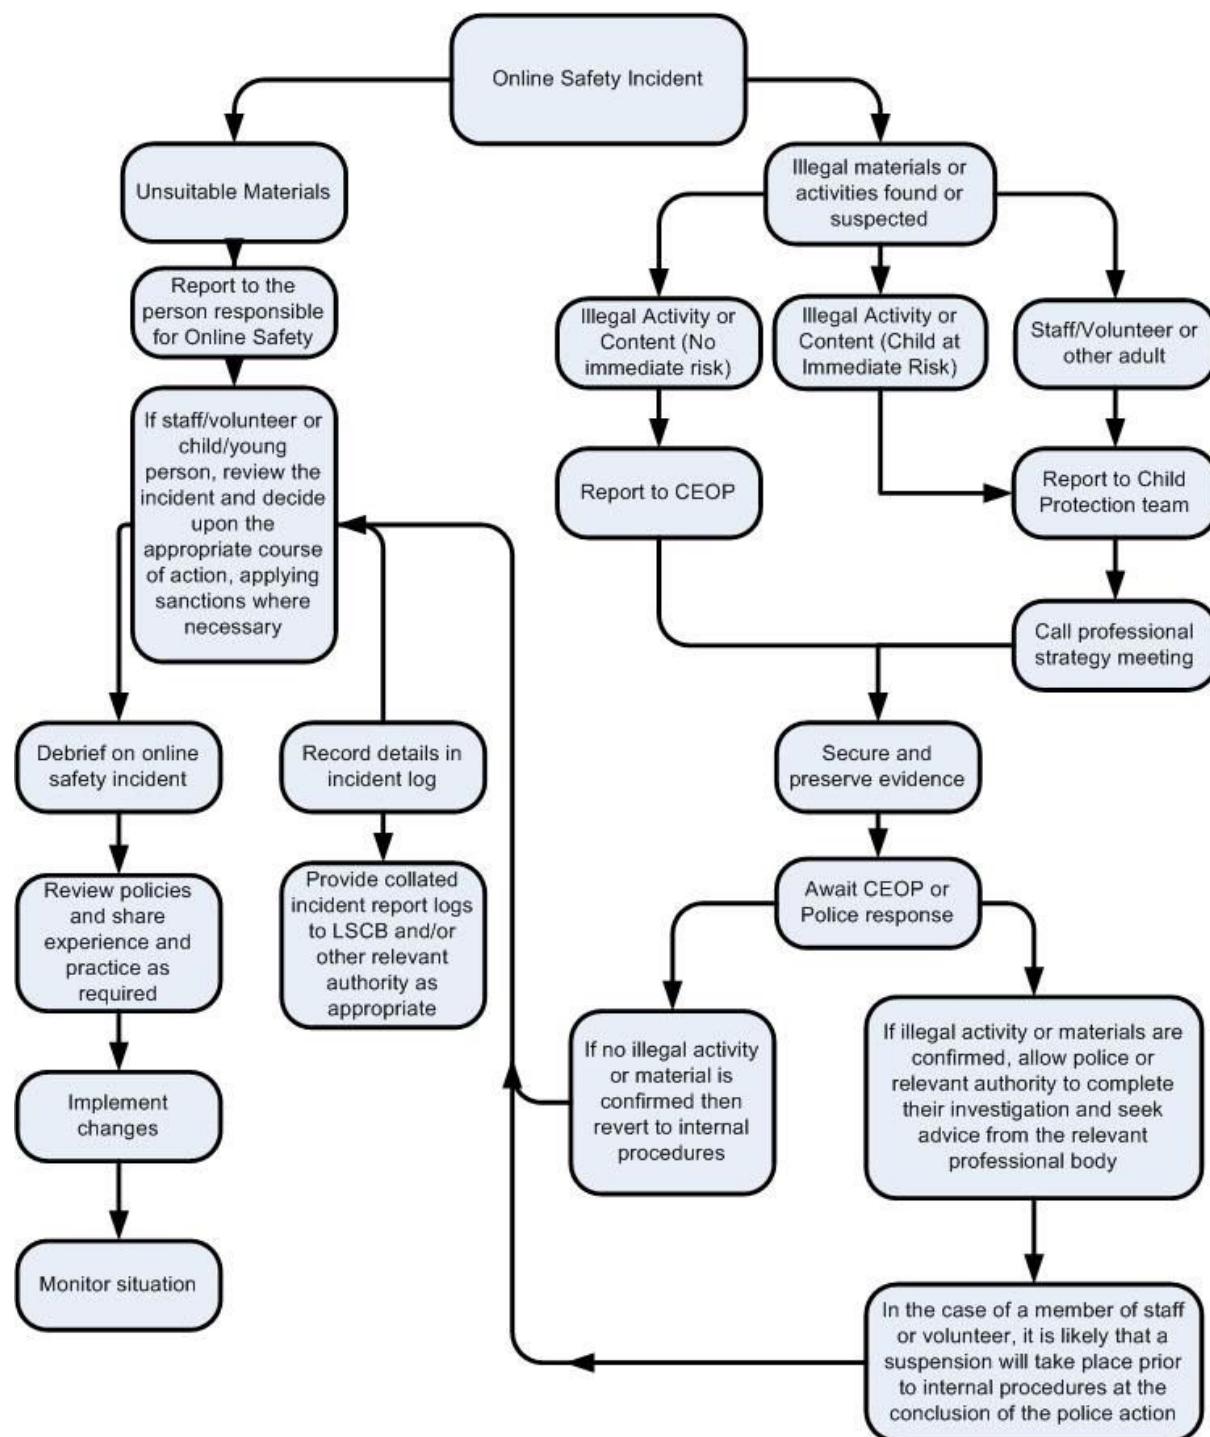 Online Safety Incident
Unsuitable Materials
Report to the
person responsible
for Online Safety
If staff/volunteer or
child/young
person, review the
incident and decide
upon the
appropriate course
of action, applying
sanctions where
necessary
Debrief on online
safety incident
Review policies
and share
experience and
practice as
required
Implement
changes
Monitor situation
Record details in
incident log
Provide collated
incident report logs
to LSCB and/or
other relevant
authority as
appropriate
Illegal materials or
activities found or
suspected
Illegal Activity or
Content (No
immediate risk)
Illegal Activity or
Content (Child at
Immediate Risk)
Staff/Volunteer or
other adult
Report to CEOP
Report to Child
Protection team
Call professional
strategy meeting
Secure and
preserve evidence
Await CEOP or
Police response
If no illegal activity
or material is
confirmed then
revert to internal
procedures
If illegal activity or materials are
confirmed, allow police or
relevant authority to complete
their investigation and seek
advice from the relevant
professional body
In the case of a member of staff
or volunteer, it is likely that a
suspension will take place prior
to internal procedures at the
conclusion of the police action